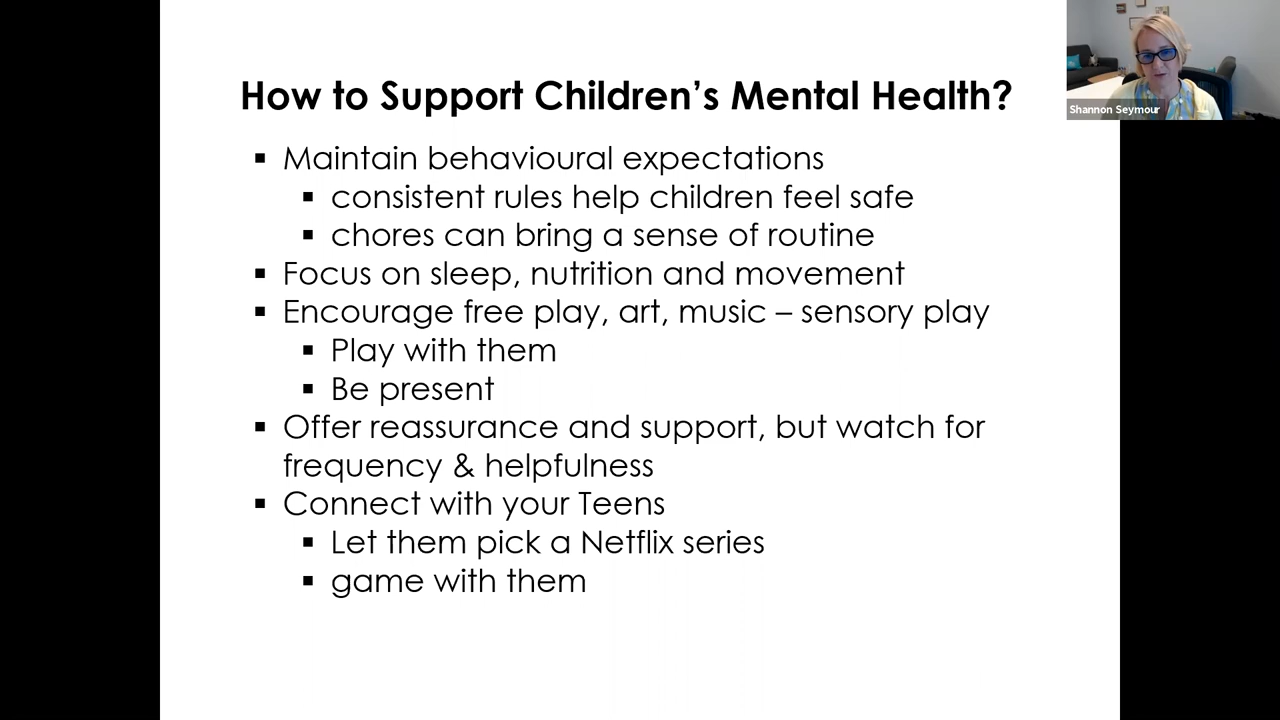 How to Support Children's Mental Health?
▪ Maintain behavioural expectations
▪ consistent rules help children feel safe
▪ chores can bring a sense of routine
▪ Focus on sleep, nutrition and movement
▪ Encourage free play, art, music – sensory play
▪ Play with them
▪ Be present
▪ Offer reassurance and support, but watch for
frequency & helpfulness
▪ Connect with your Teens
▪ Let them pick a Netflix series
▪ game with them
Shannon Seymour